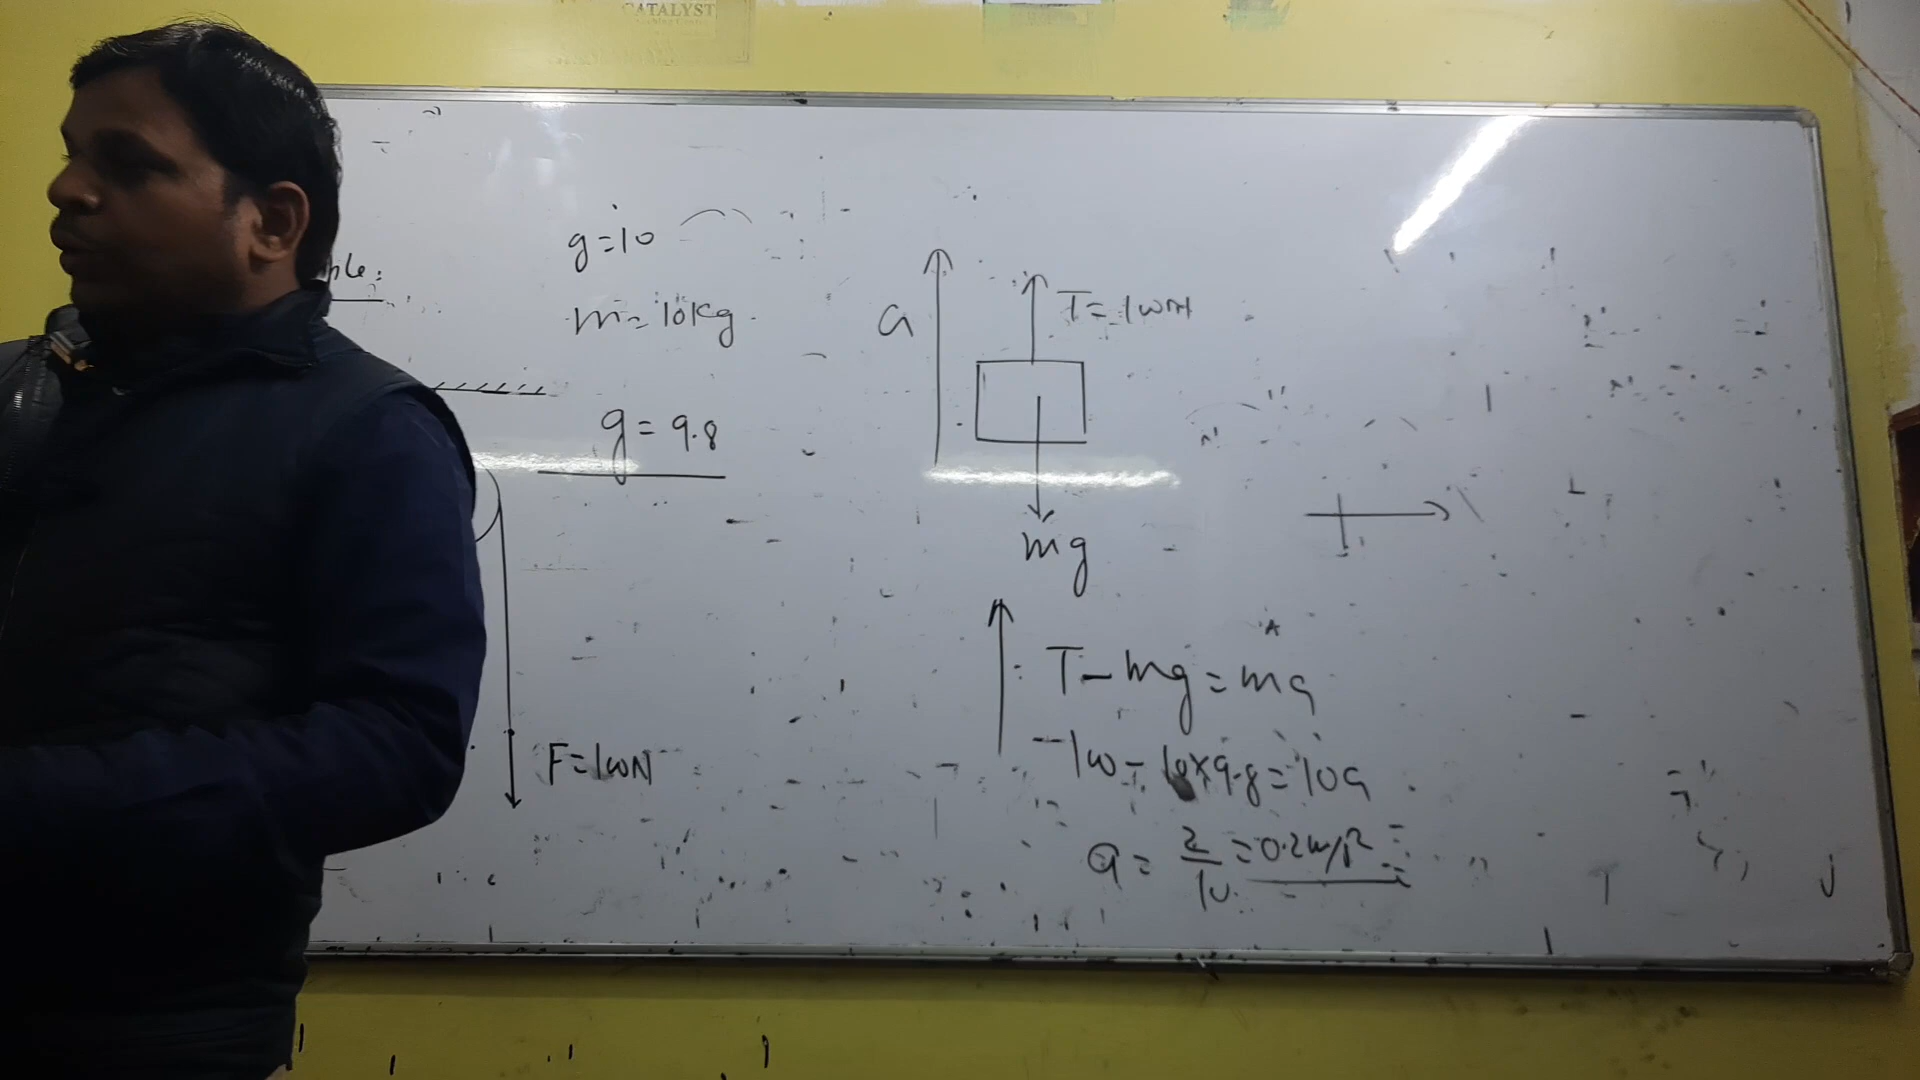 CATALYST
g=10
m=10kg
g= 9.8
F=100N
a
T=100N
mg
T-mg=ma
100-10×9.8=10a
a=2/10=0.2m/s²